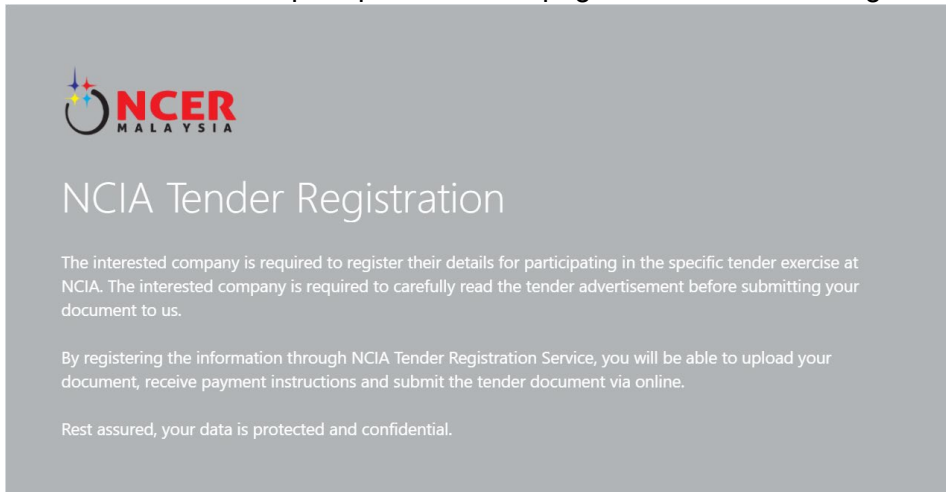 NCER
MALAYSIA
NCIA Tender Registration
The interested company is required to register their details for participating in the specific tender exercise at
NCIA. The interested company is required to carefully read the tender advertisement before submitting your
document to us.
By registering the information through NCIA Tender Registration Service, you will be able to upload your
document, receive payment instructions and submit the tender document via online.
Rest assured, your data is protected and confidential.